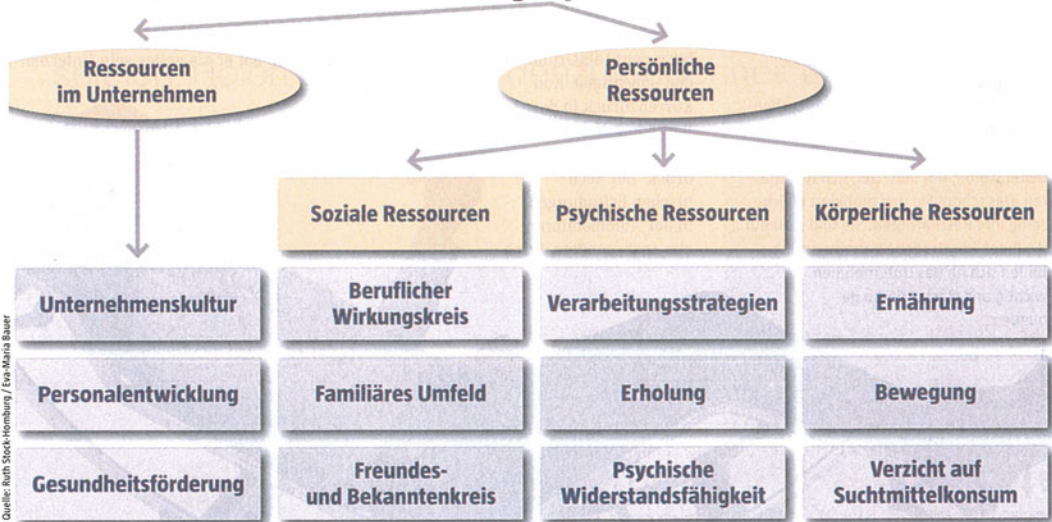 Ressourcen
im Unternehmen
Persönliche
Ressourcen
Soziale Ressourcen
Psychische Ressourcen
Körperliche Ressourcen
Unternehmenskultur
Beruflicher
Wirkungskreis
Verarbeitungsstrategien
Ernährung
Personalentwicklung
Familiäres Umfeld
Erholung
Bewegung
Gesundheitsförderung
Freundes-
und Bekanntenkreis
Psychische
Widerstandsfähigkeit
Verzicht auf
Suchtmittelkonsum
Quelle: Ruth Stock-Homburg / Eva-Maria Bauer